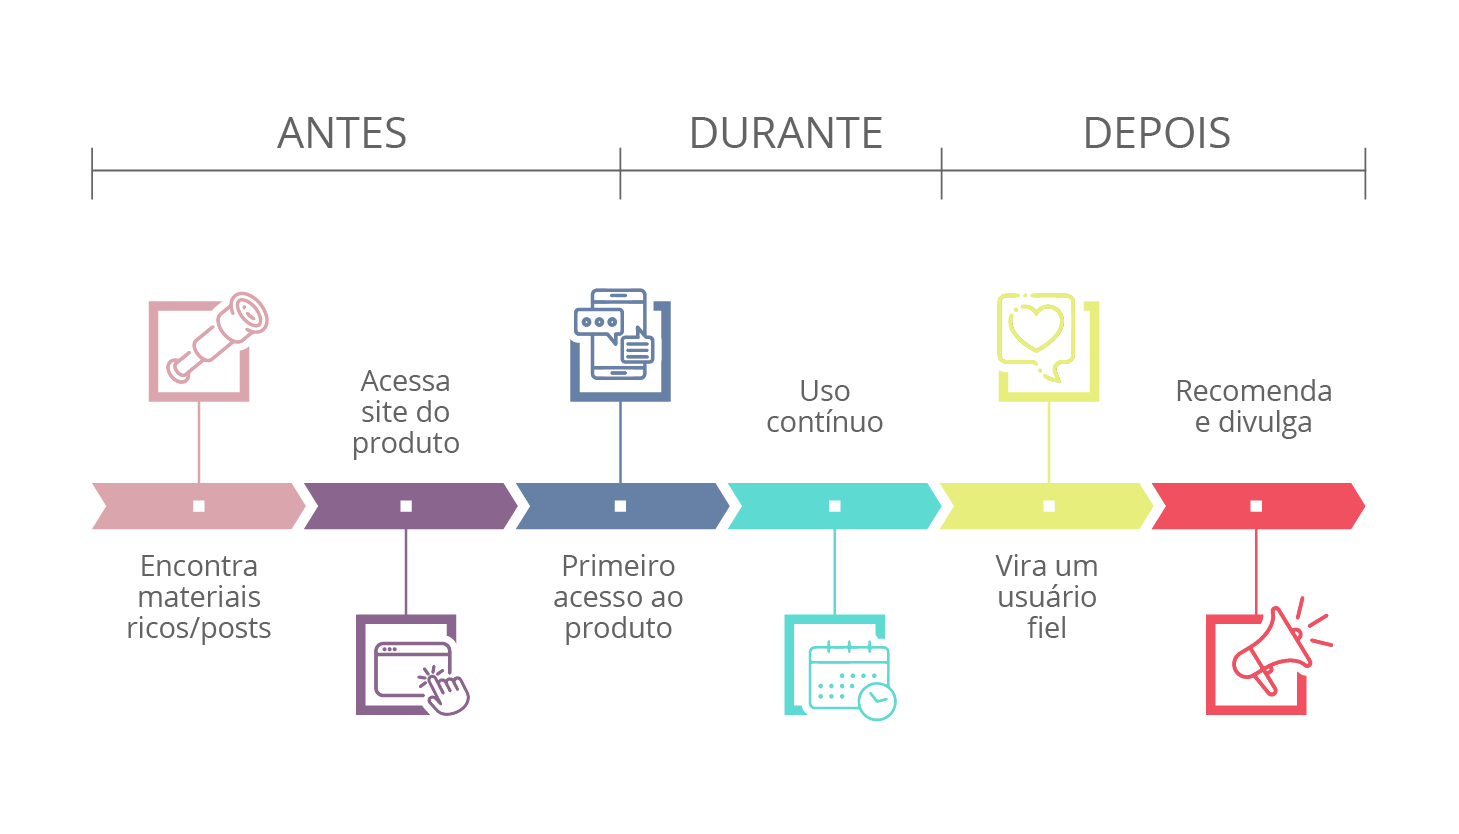 ANTES
DURANTE
DEPOIS
Encontra
materiais
ricos/posts
Acessa
site do
produto
Primeiro
acesso ao
produto
Uso
contínuo
Vira um
usuário
fiel
Recomenda
e divulga